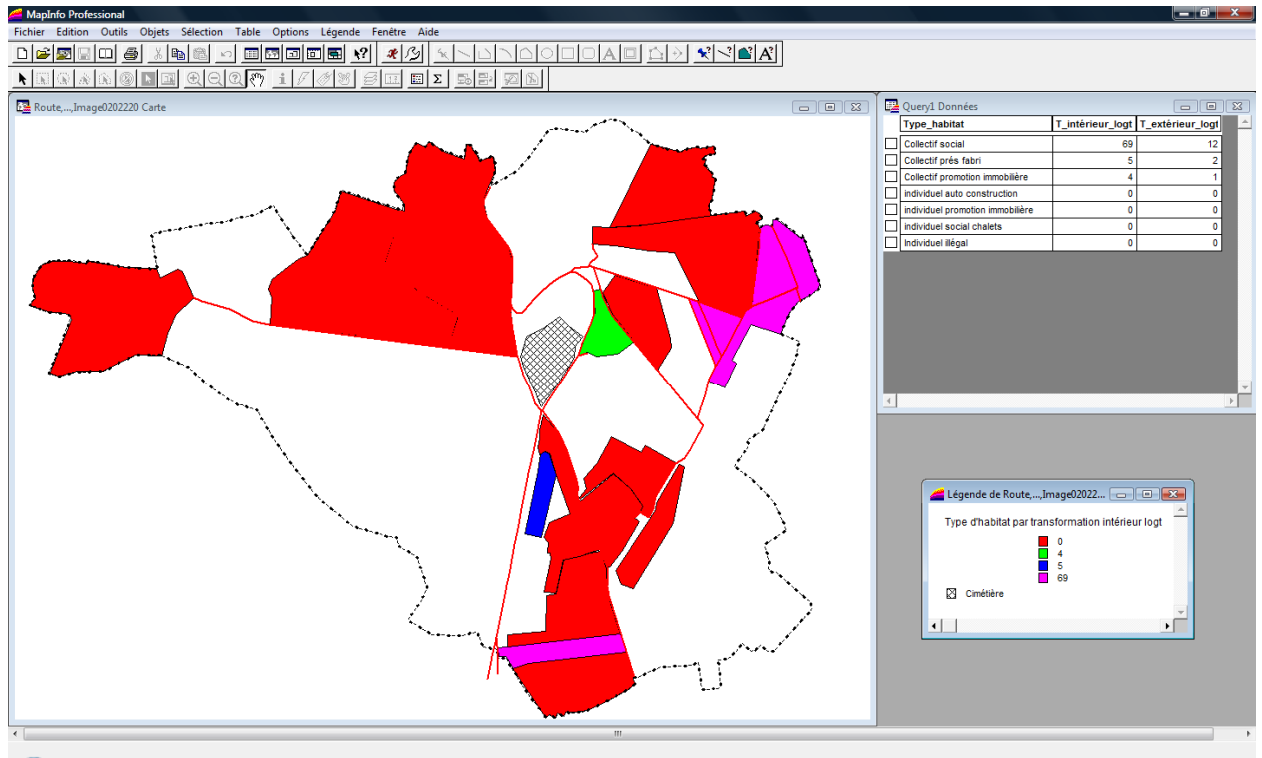 MapInfo Professional
Fichier Edition Outils Objets Sélection Table Options Légende Fenêtre Aide
Route,...,Image0202220 Carte
Query1 Données
Type_habitat T_intérieur_logt T_extérieur_logt
Collectif social 69 12
Collectif prés fabri 5 2
Collectif promotion immobilière 4 1
individuel auto construction 0 0
individuel promotion immobilière 0 0
individuel social chalets 0 0
Individuel illégal 0 0
Légende de Route,...,Image02022...
Type d'habitat par transformation intérieur logt
0
4
5
69
Cimétière